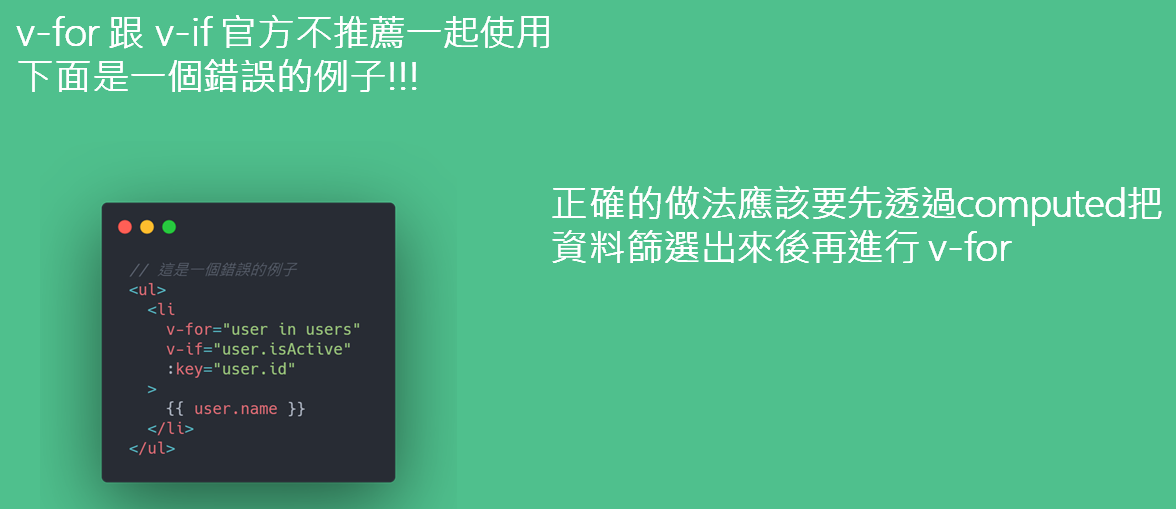 v-for 跟 v-if 官方不推薦一起使用
下面是一個錯誤的例子!!!
// 這是一個錯誤的例子
<ul>
  <li
    v-for="user in users"
    v-if="user.isActive"
    :key="user.id"
  >
    {{ user.name }}
  </li>
</ul>
正確的做法應該要先透過computed把
資料篩選出來後再進行 v-for